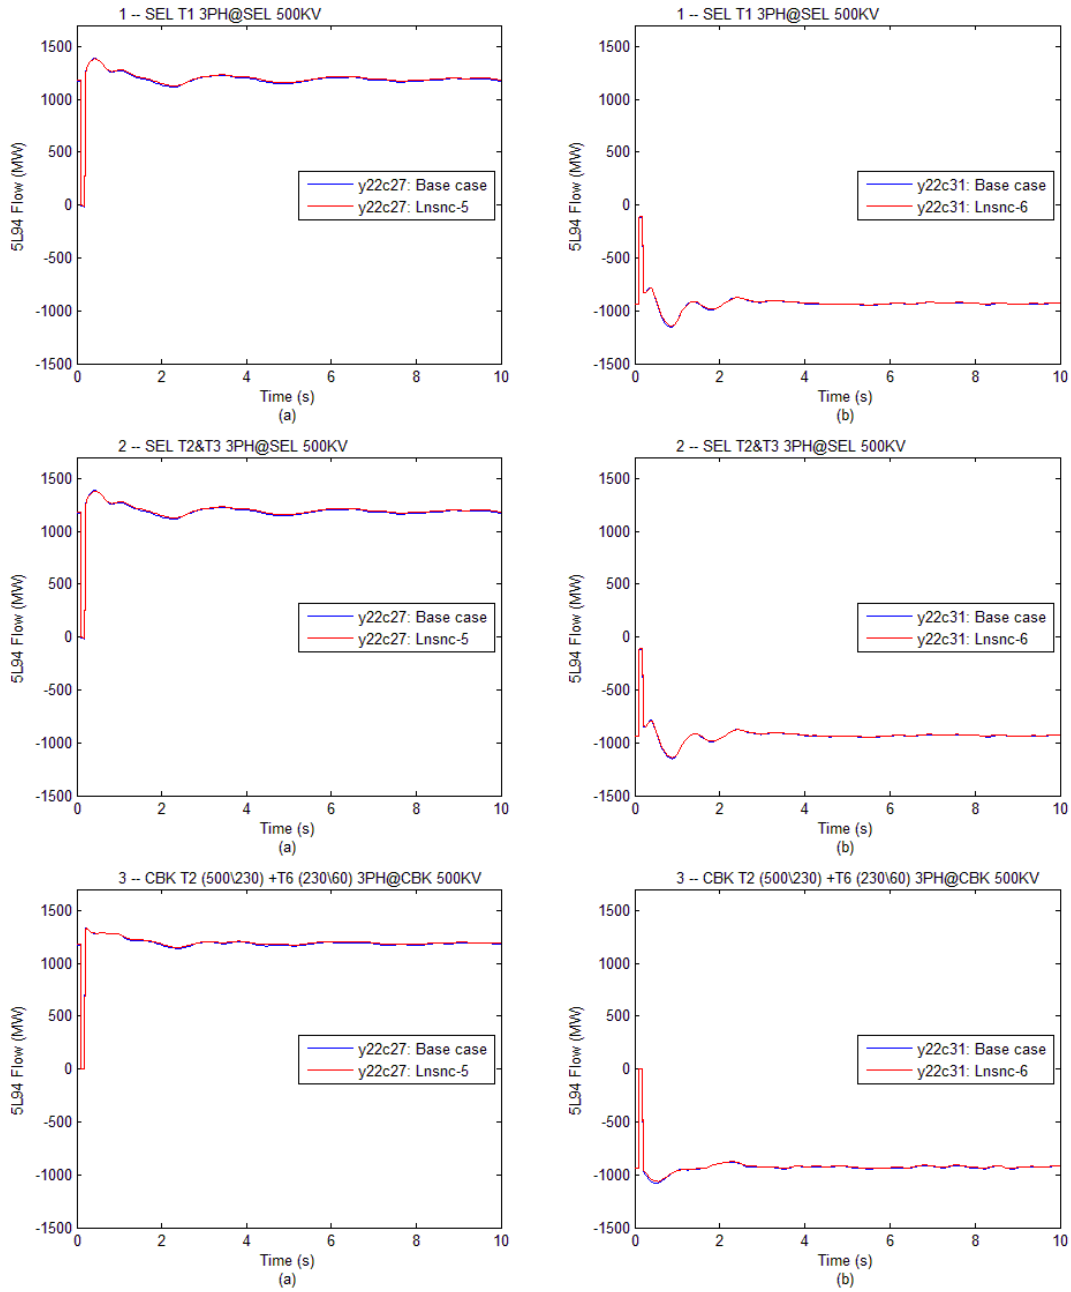 1 -- SEL T1 3PH@SEL 500KV
1500
1000
500
0
-500
-1000
-1500
5L94 Flow (MW)
y22c27: Base case
y22c27: Lnsnc-5
0 2 4 6 8 10
Time (s)
(a)
1 -- SEL T1 3PH@SEL 500KV
1500
1000
500
0
-500
-1000
-1500
5L94 Flow (MW)
y22c31: Base case
y22c31: Lnsnc-6
0 2 4 6 8 10
Time (s)
(b)
2 -- SEL T2&T3 3PH@SEL 500KV
1500
1000
500
0
-500
-1000
-1500
5L94 Flow (MW)
y22c27: Base case
y22c27: Lnsnc-5
0 2 4 6 8 10
Time (s)
(a)
2 -- SEL T2&T3 3PH@SEL 500KV
1500
1000
500
0
-500
-1000
-1500
5L94 Flow (MW)
y22c31: Base case
y22c31: Lnsnc-6
0 2 4 6 8 10
Time (s)
(b)
3 -- CBK T2 (500\230) +T6 (230\60) 3PH@CBK 500KV
1500
1000
500
0
-500
-1000
-1500
5L94 Flow (MW)
y22c27: Base case
y22c27: Lnsnc-5
0 2 4 6 8 10
Time (s)
(a)
3 -- CBK T2 (500\230) +T6 (230\60) 3PH@CBK 500KV
1500
1000
500
0
-500
-1000
-1500
5L94 Flow (MW)
y22c31: Base case
y22c31: Lnsnc-6
0 2 4 6 8 10
Time (s)
(b)